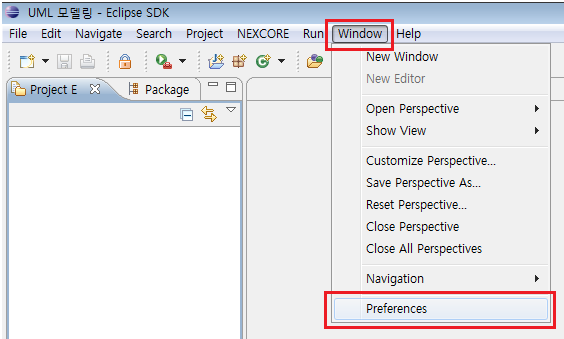 UML 모델링 - Eclipse SDK
File Edit Navigate Search Project NEXCORE Run Window Help
Project E Package
New Window
New Editor
Open Perspective
Show View
Customize Perspective...
Save Perspective As...
Reset Perspective...
Close Perspective
Close All Perspectives
Navigation
Preferences